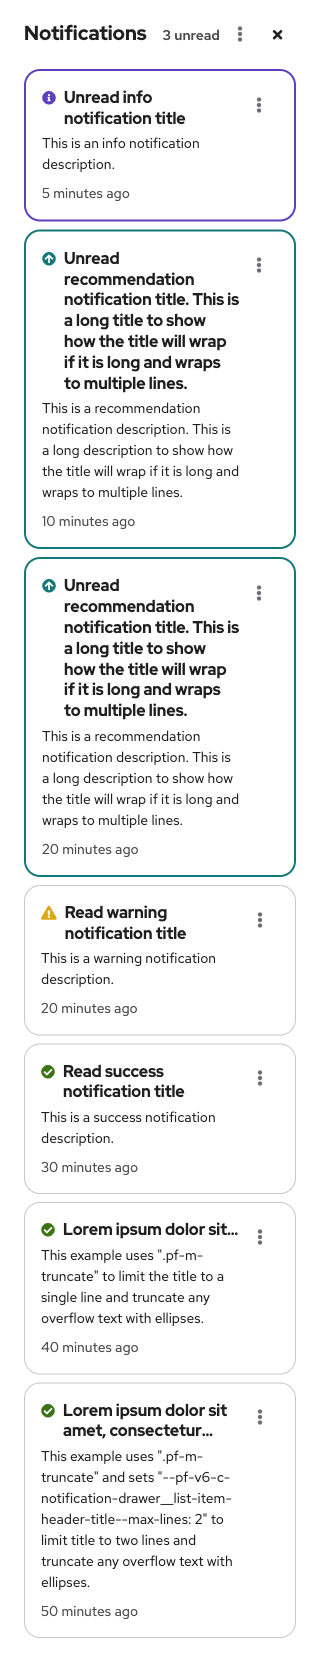 Notifications 3 unread
Unread info
notification title
This is an info notification
description.
5 minutes ago
Unread
recommendation
notification title. This is
a long title to show
how the title will wrap
if it is long and wraps
to multiple lines.
This is a recommendation
notification description. This is
a long description to show how
the title will wrap if it is long and
wraps to multiple lines.
10 minutes ago
Unread
recommendation
notification title. This is
a long title to show
how the title will wrap
if it is long and wraps
to multiple lines.
This is a recommendation
notification description. This is
a long description to show how
the title will wrap if it is long and
wraps to multiple lines.
20 minutes ago
Read warning
notification title
This is a warning notification
description.
20 minutes ago
Read success
notification title
This is a success notification
description.
30 minutes ago
Lorem ipsum dolor sit...
This example uses ".pf-m-
truncate" to limit the title to a
single line and truncate any
overflow text with ellipses.
40 minutes ago
Lorem ipsum dolor sit
amet, consectetur...
This example uses ".pf-m-
truncate" and sets "--pf-v6-c-
notification-drawer__list-item-
header-title--max-lines: 2" to
limit title to two lines and
truncate any overflow text with
ellipses.
50 minutes ago